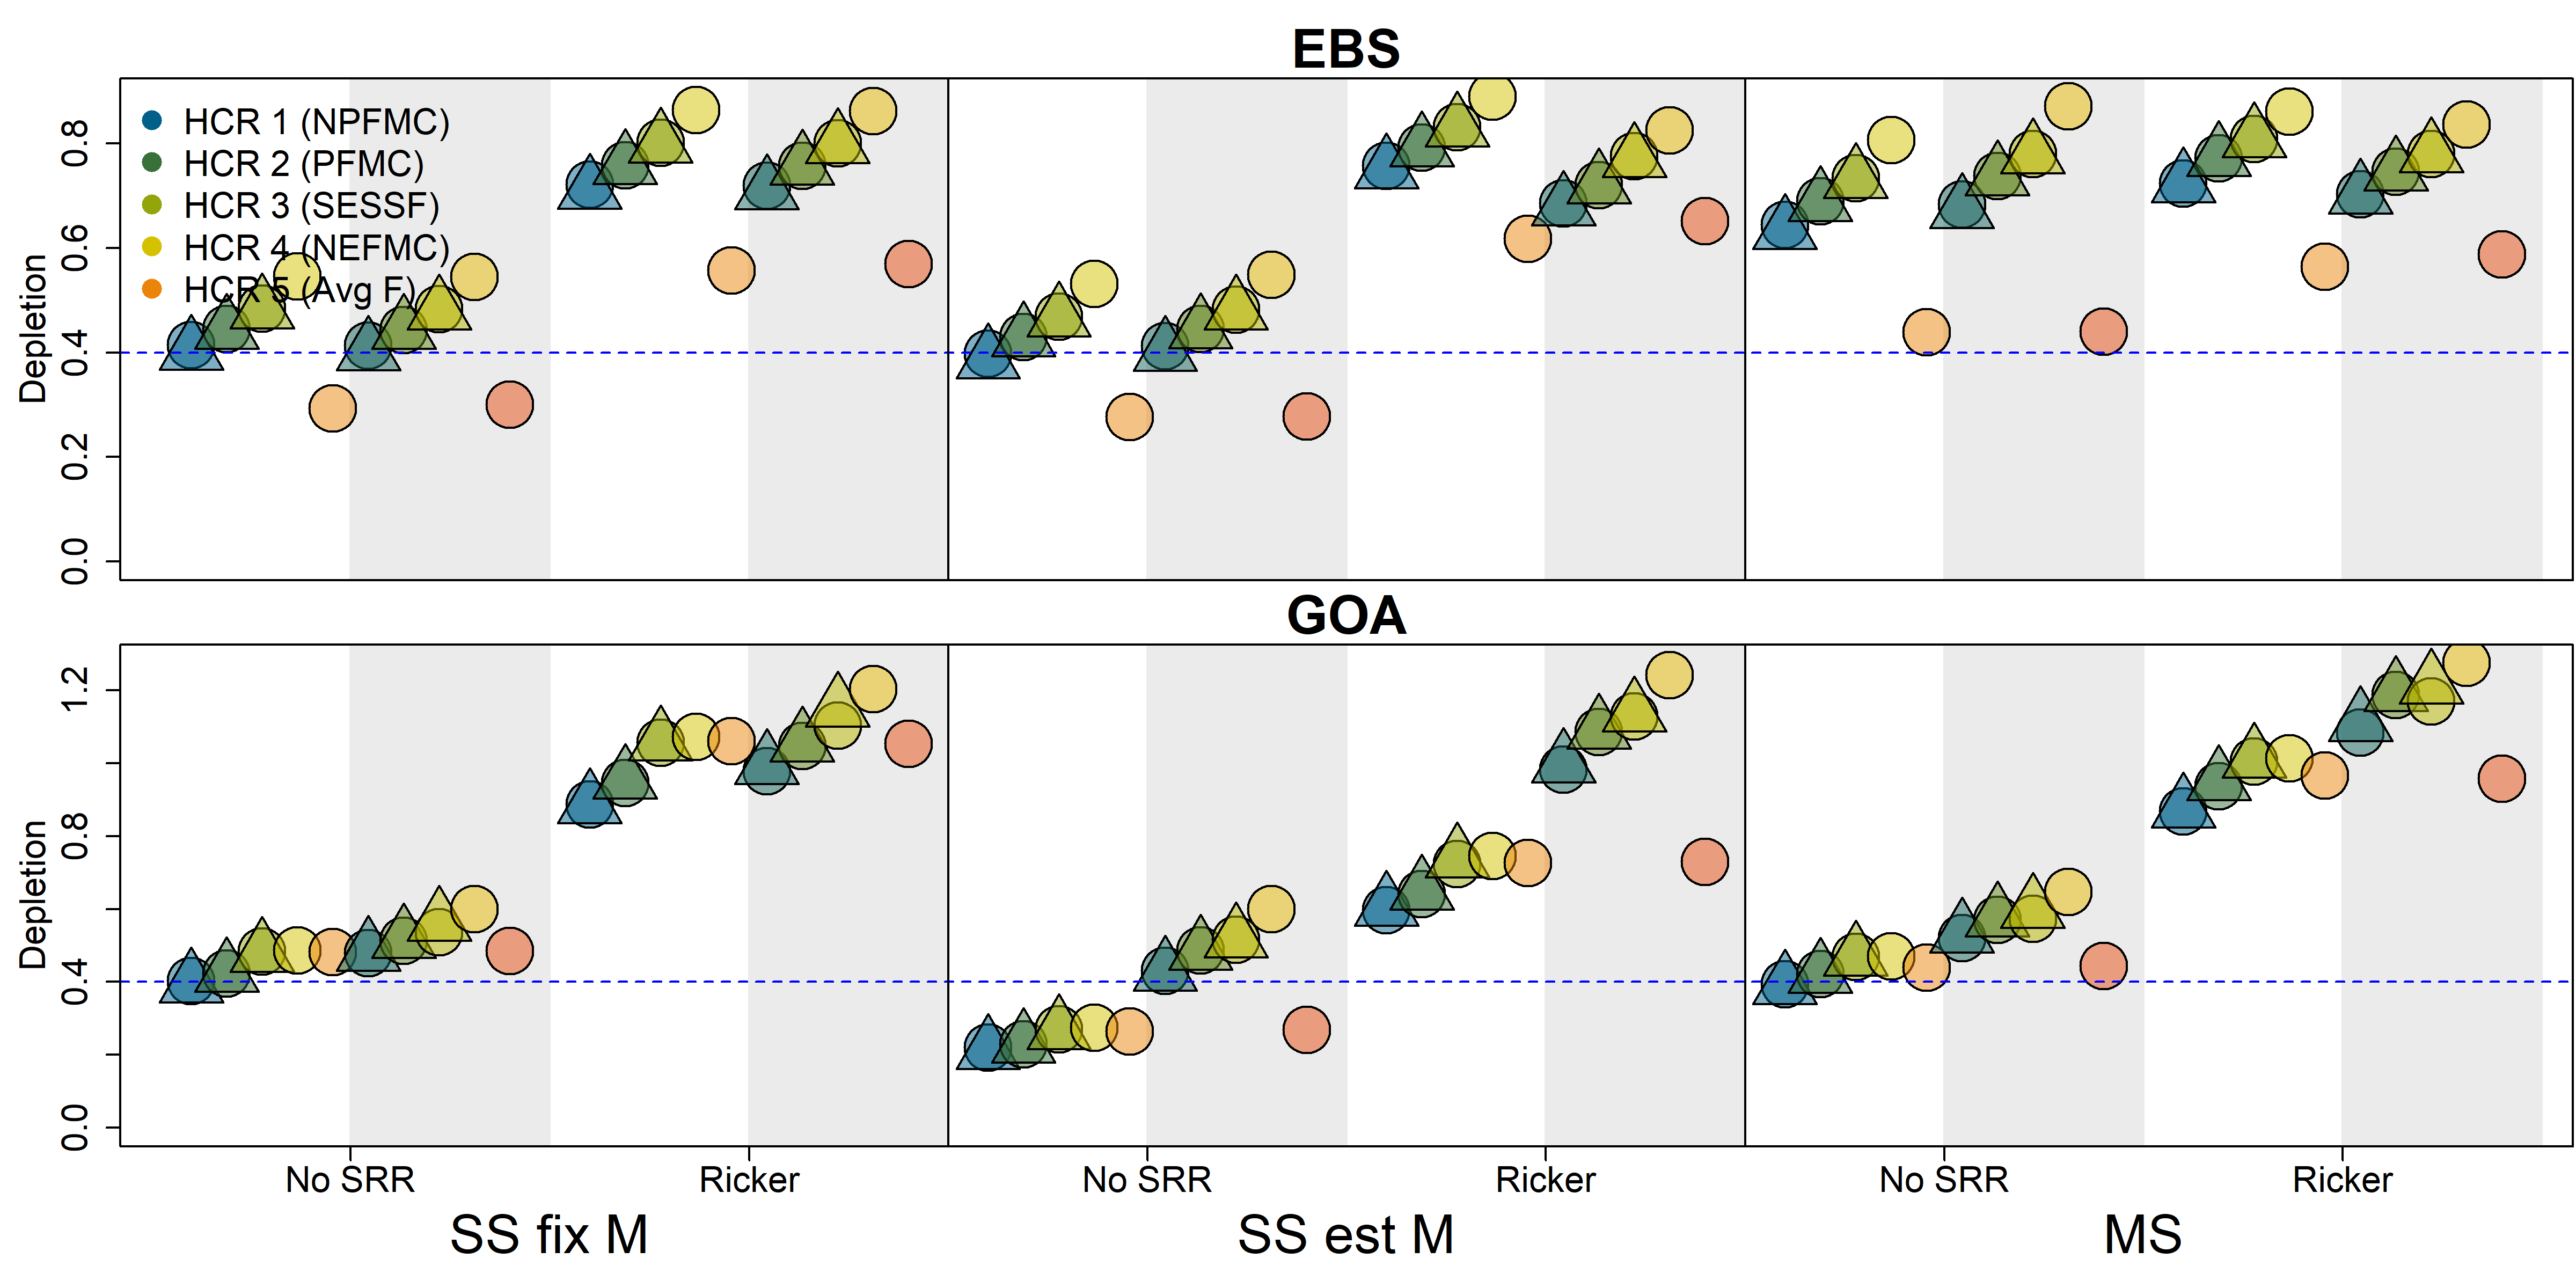 EBS
HCR 1 (NPFMC)
HCR 2 (PFMC)
HCR 3 (SESSF)
HCR 4 (NEFMC)
HCR 5 (Avg F)
Depletion
0.8
0.6
0.4
0.2
0.0
GOA
Depletion
1.2
0.8
0.4
0.0
No SRR Ricker No SRR Ricker No SRR Ricker
SS fix M SS est M MS